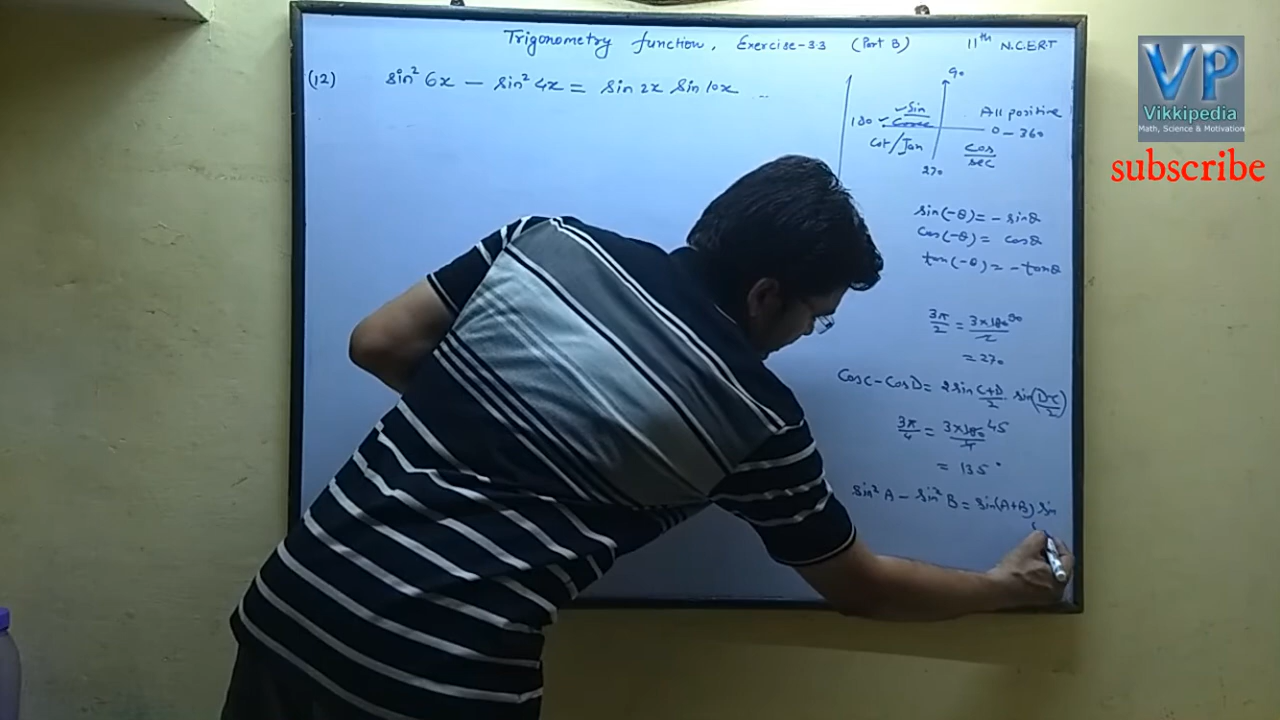 Trigonometry function, Exercise-3.3 (Part B) 11th N.C.E.R.T
(12) sin² 6x − sin² 4x = sin 2x sin 10x ...
90
sin
cosec
All positive
180
0 − 360
cot/Tan
cos
sec
270
sin(−θ) = − sinθ
cos(−θ) = cosθ
tan(−θ) = − tanθ
3π/2 = 3×180/2 90
= 270
cosC − cosD = 2 sin C+D/2 . sin(D-C/2)
3π/4 = 3×180/4 45
= 135°
sin² A − sin² B = sin(A+B) sin
(
VP
Vikkipedia
Math, Science & Motivation
subscribe